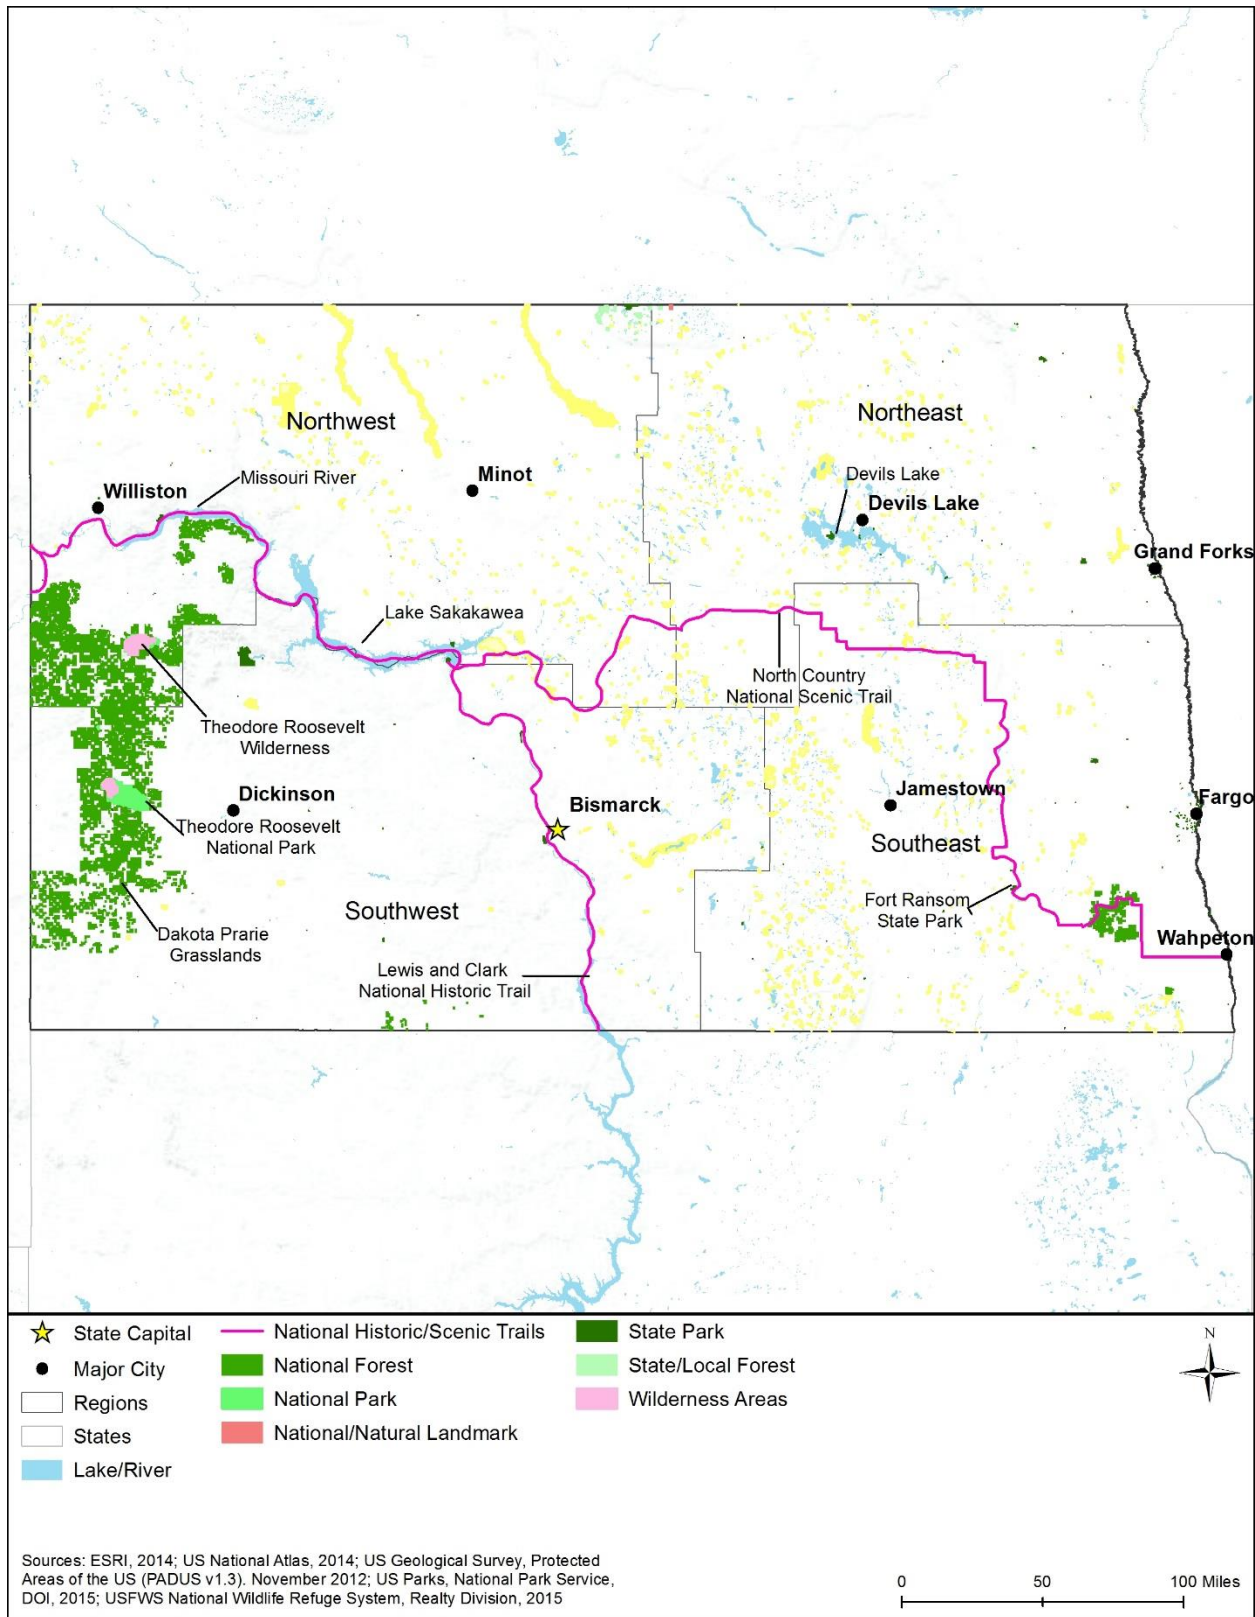 Northwest
Northeast
Missouri River
Minot
Williston
Devils Lake
Devils Lake
Grand Forks
Lake Sakakawea
North Country
National Scenic Trail
Theodore Roosevelt
Wilderness
Dickinson
Bismarck
Jamestown
Fargo
Theodore Roosevelt
National Park
Southeast
Fort Ransom
State Park
Southwest
Dakota Prarie
Grasslands
Wahpeton
Lewis and Clark
National Historic Trail
State Capital
National Historic/Scenic Trails
State Park
N
Major City
National Forest
State/Local Forest
Regions
National Park
Wilderness Areas
States
National/Natural Landmark
Lake/River
Sources: ESRI, 2014; US National Atlas, 2014; US Geological Survey, Protected
Areas of the US (PADUS v1.3). November 2012; US Parks, National Park Service,
DOI, 2015; USFWS National Wildlife Refuge System, Realty Division, 2015
0 50 100 Miles